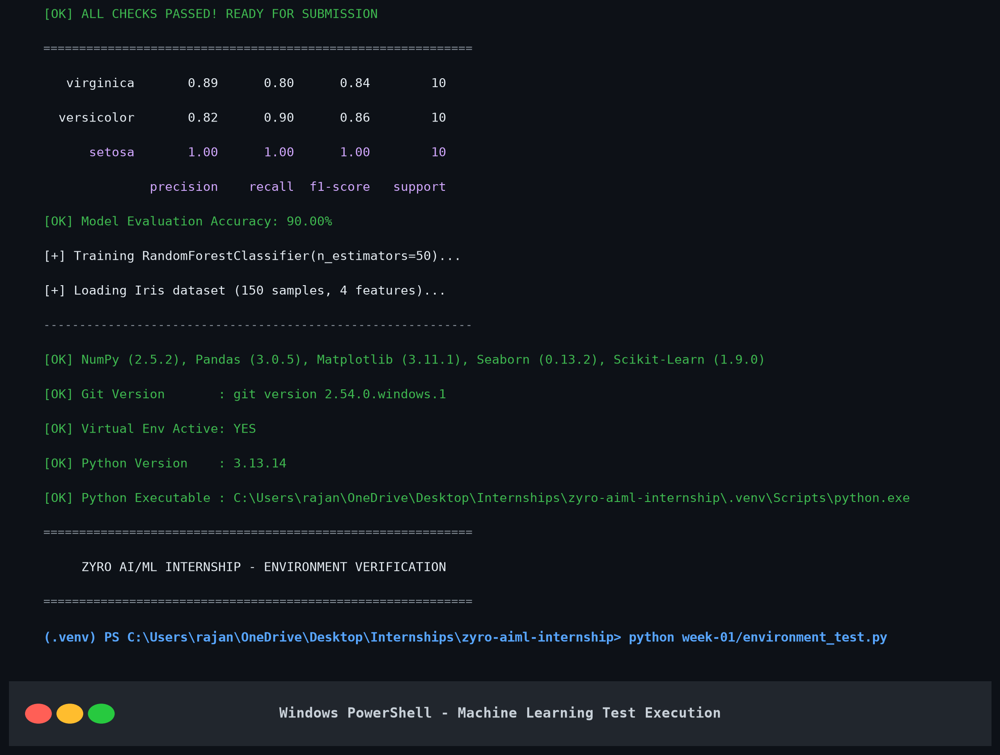 [OK] ALL CHECKS PASSED! READY FOR SUBMISSION
============================================================
virginica       0.89      0.80      0.84        10
versicolor       0.82      0.90      0.86        10
setosa       1.00      1.00      1.00        10
precision    recall  f1-score   support
[OK] Model Evaluation Accuracy: 90.00%
[+] Training RandomForestClassifier(n_estimators=50)...
[+] Loading Iris dataset (150 samples, 4 features)...
------------------------------------------------------------
[OK] NumPy (2.5.2), Pandas (3.0.5), Matplotlib (3.11.1), Seaborn (0.13.2), Scikit-Learn (1.9.0)
[OK] Git Version       : git version 2.54.0.windows.1
[OK] Virtual Env Active: YES
[OK] Python Version    : 3.13.14
[OK] Python Executable : C:\Users\rajan\OneDrive\Desktop\Internships\zyro-aiml-internship\.venv\Scripts\python.exe
============================================================
ZYRO AI/ML INTERNSHIP - ENVIRONMENT VERIFICATION
============================================================
(.venv) PS C:\Users\rajan\OneDrive\Desktop\Internships\zyro-aiml-internship> python week-01/environment_test.py
Windows PowerShell - Machine Learning Test Execution